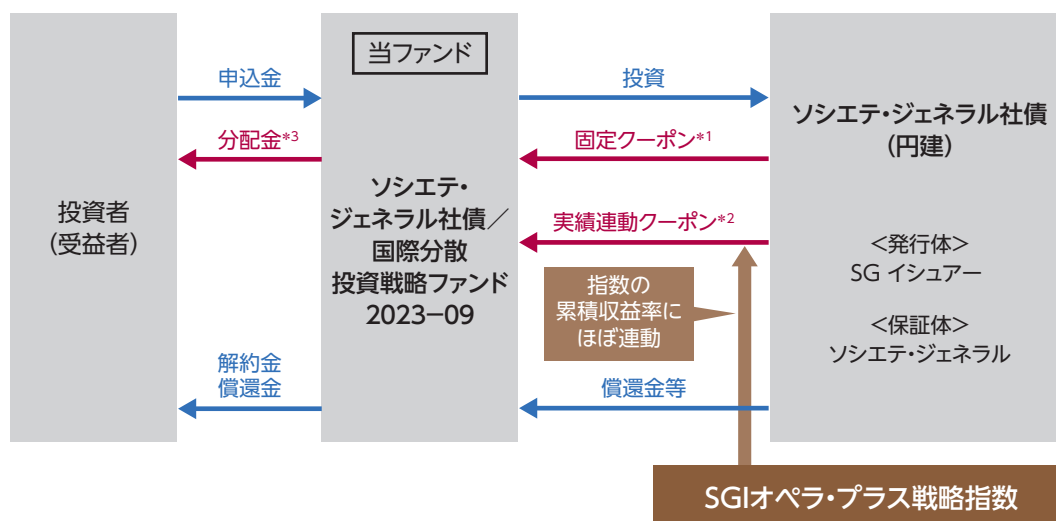 当ファンド
申込金
投資
ソシエテ・ジェネラル社債
(円建)
分配金*3
固定クーポン*1
ソシエテ・
ジェネラル社債/
国際分散
投資戦略ファンド
2023-09
投資者
(受益者)
実績連動クーポン*2
<発行体>
SG イシュアー
指数の
累積収益率に
ほぼ連動
<保証体>
ソシエテ・ジェネラル
解約金
償還金
償還金等
SGIオペラ・プラス戦略指数